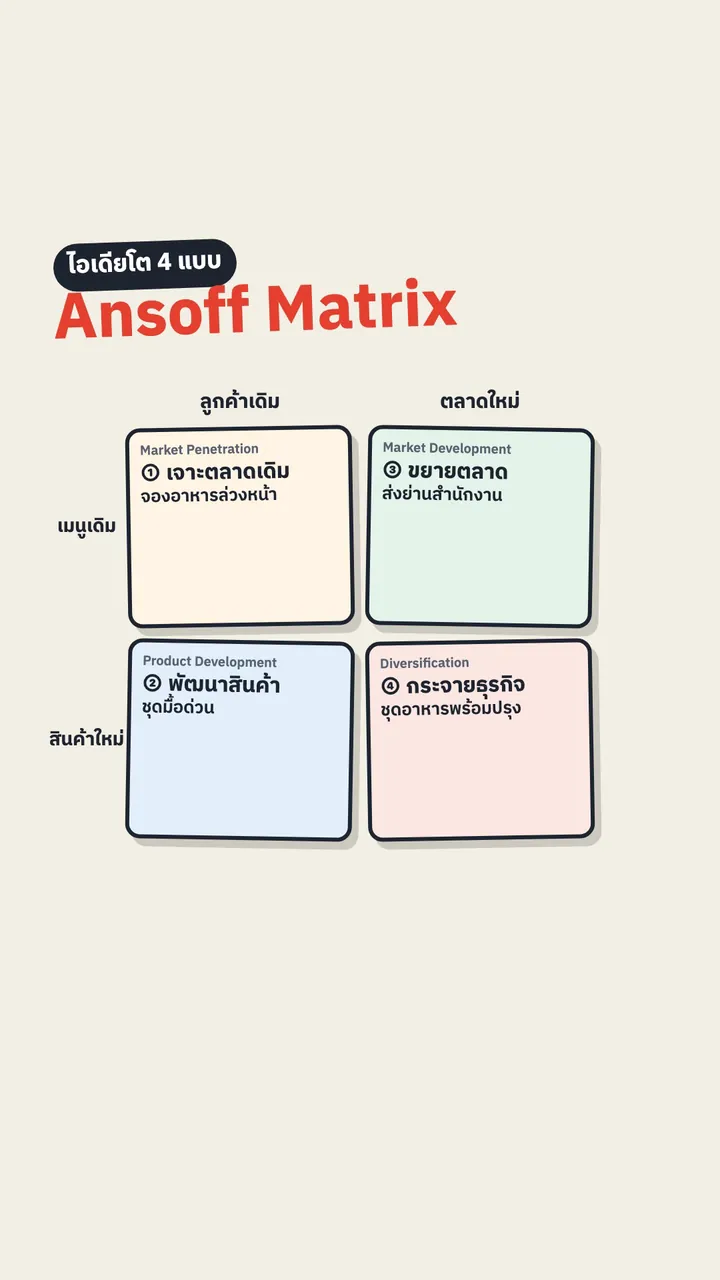 ไอเดียโต 4 แบบ
Ansoff Matrix
ลูกค้าเดิม
ตลาดใหม่
เมนูเดิม
Market Penetration
① เจาะตลาดเดิม
จองอาหารล่วงหน้า
Market Development
③ ขยายตลาด
ส่งย่านสำนักงาน
สินค้าใหม่
Product Development
② พัฒนาสินค้า
ชุดมื้อด่วน
Diversification
④ กระจายธุรกิจ
ชุดอาหารพร้อมปรุง